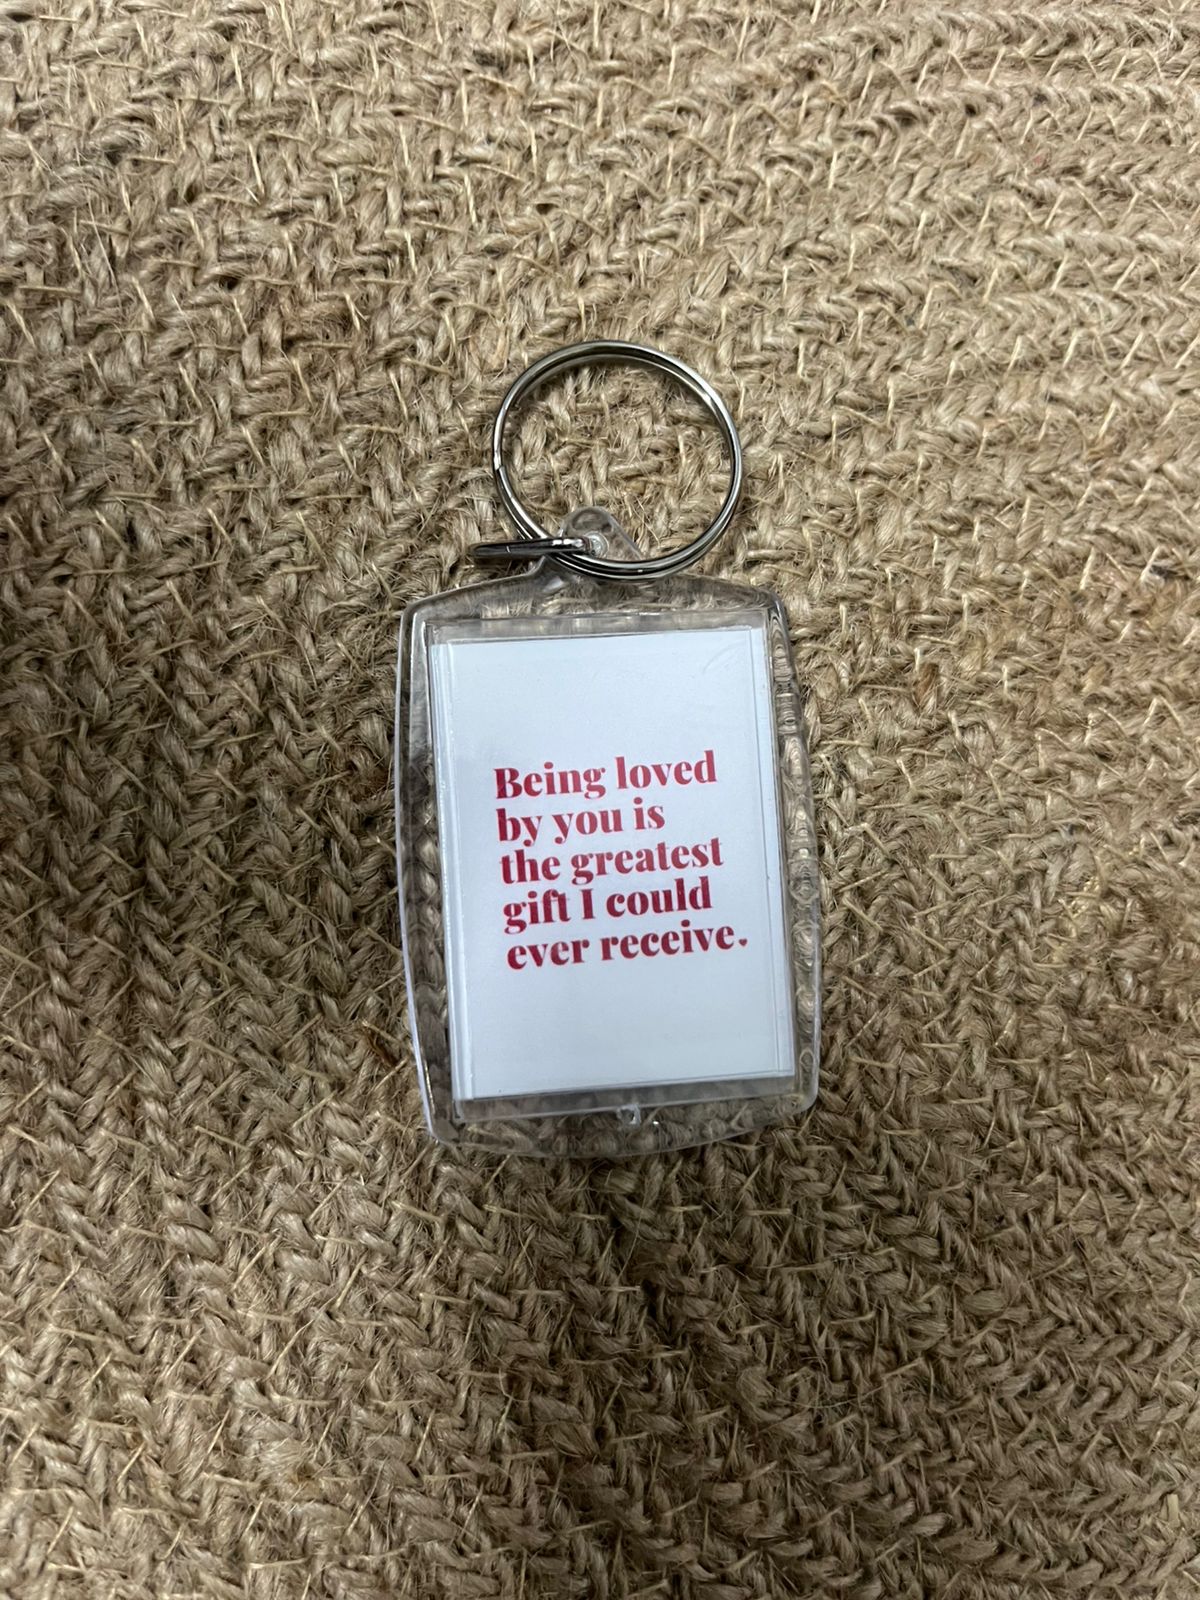 Being loved
by you is
the greatest
gift I could
ever receive.